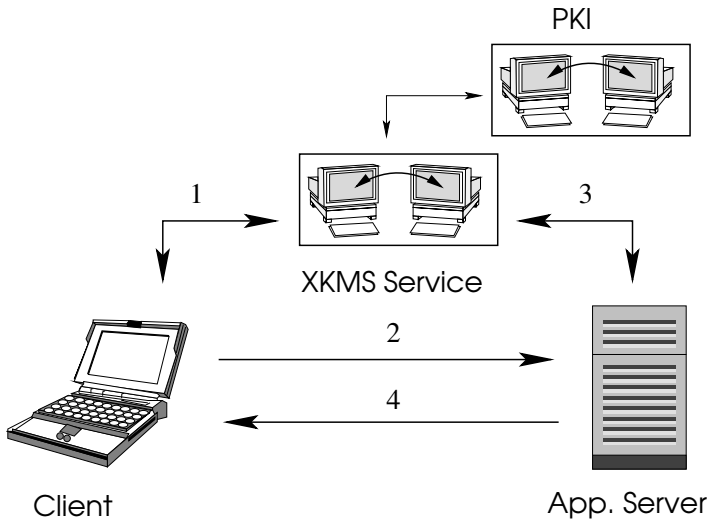 PKI
1
3
XKMS Service
2
4
Client
App. Server